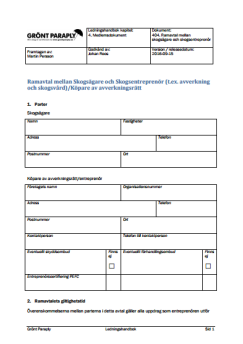 GRÖNT PARAPLY
Ledningshandbok kapitel:
4. Medlemsdokument
Dokument:
404. Ramavtal mellan
skogsägare och skogsentreprenör
Framtagen av:
Martin Persson
Godkänd av:
Johan Roos
Version / releasedatum:
Ramavtal mellan Skogsägare och Skogsentreprenör (t.ex. avverkning
och skogsvård)/Köpare av avverkningsrätt
1. Parter
Skogsägare
Namn
Fastigheter
Adress
Telefon
Postnummer
Ort
Köpare av avverkningsrätt/entreprenör
Företagets namn
Organisationsnummer
Adress
Telefon
Postnummer
Ort
Kontaktperson
Telefon till kontaktperson
Eventuellt skyddsombud
Finns
ej
Eventuellt förhandlingsombud
Finns
ej
Entreprenörscertifiering PEFC
2. Ramavtalets giltighetstid
Överenskommelserna mellan parterna i detta avtal gäller alla uppdrag som entreprenören utför
Grönt Paraply
Ledningshandbok
Sid 1